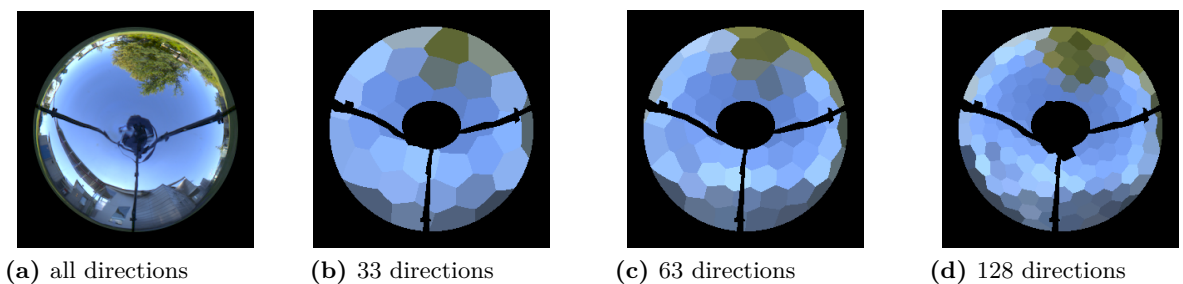 (a) all directions
(b) 33 directions
(c) 63 directions
(d) 128 directions